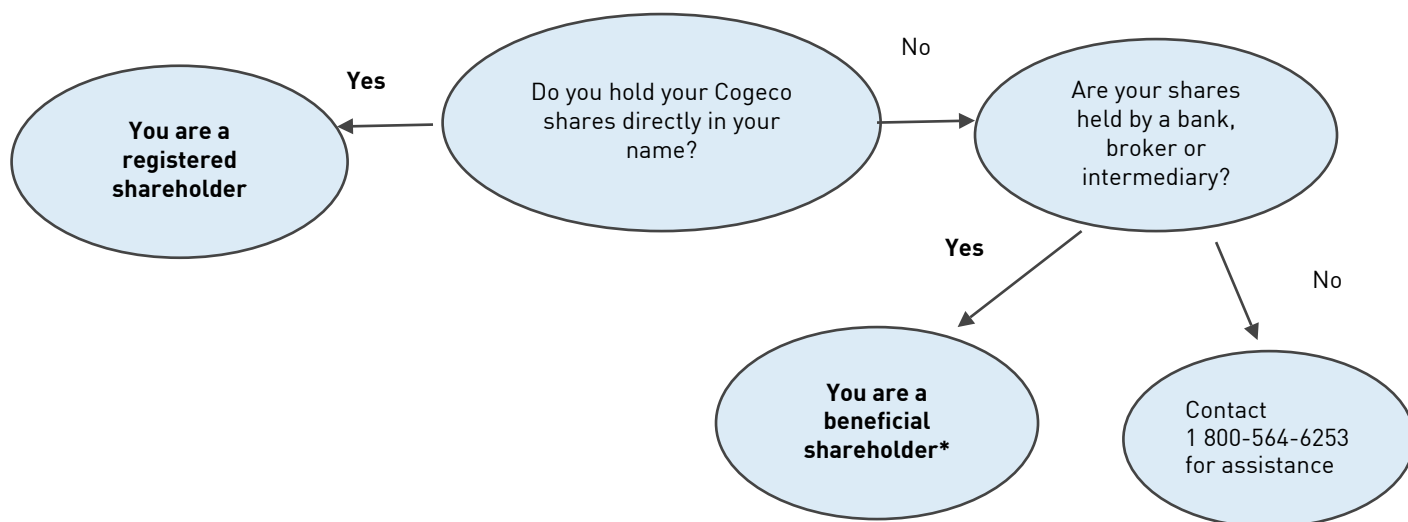 Yes
You are a
registered
shareholder
Do you hold your Cogeco
shares directly in your
name?
No
Are your shares
held by a bank,
broker or
intermediary?
Yes
No
You are a
beneficial
shareholder*
Contact
1 800-564-6253
for assistance